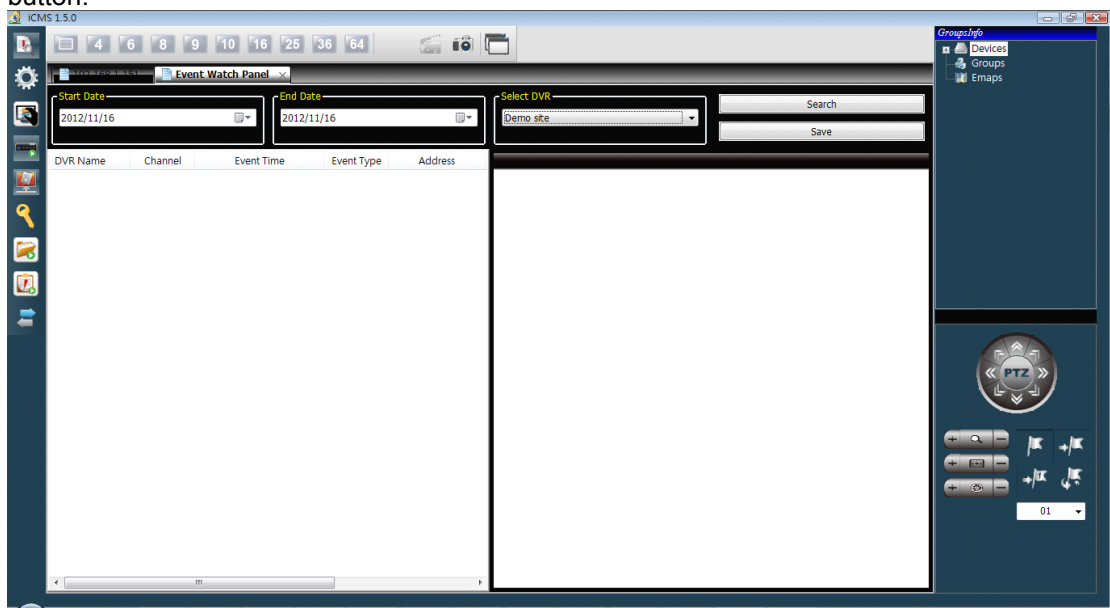 button.
iCMS 1.5.0
4 6 8 9 10 16 25 36 64
GroupsInfo
Devices
Groups
Emaps
Event Watch Panel
Start Date
End Date
Select DVR
2012/11/16
2012/11/16
Demo site
Search
Save
DVR Name Channel Event Time Event Type Address
PTZ
01